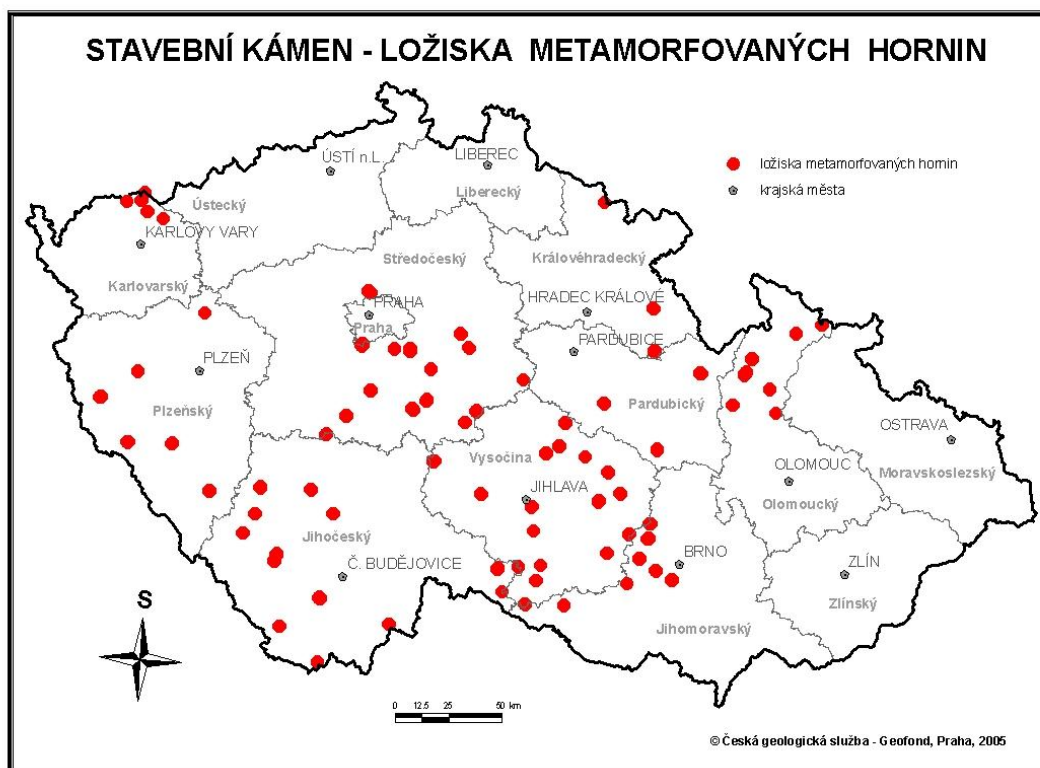 STAVEBNÍ KÁMEN - LOŽISKA METAMORFOVANÝCH HORNIN
ložiska metamorfovaných hornin
krajská města
ÚSTÍ n.L.
LIBEREC
Liberecký
Ústecký
KARLOVY VARY
Karlovarský
Středočeský
Královéhradecký
HRADEC KRÁLOVÉ
PRAHA
Praha
PARDUBICE
PLZEŇ
Plzeňský
Pardubický
OSTRAVA
Vysočina
OLOMOUC
Moravskoslezský
JIHLAVA
Olomoucký
Jihočeský
BRNO
Č. BUDĚJOVICE
ZLÍN
Zlínský
Jihomoravský
S
0 12.5 25 50 km
© Česká geologická služba - Geofond, Praha, 2005